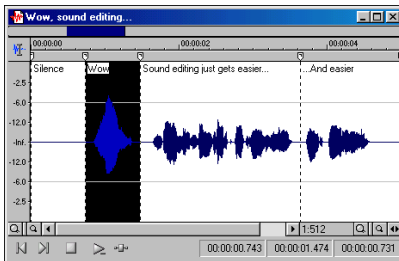 Wow, sound editing...
00:00:00 00:00:02 00:00:04
Silence Wow Sound editing just gets easier... ...And easier
-2.5
-6.0
-12.0
-Inf.
-12.0
-6.0
-2.5
1:512
00:00:00.743 00:00:01.474 00:00:00.731